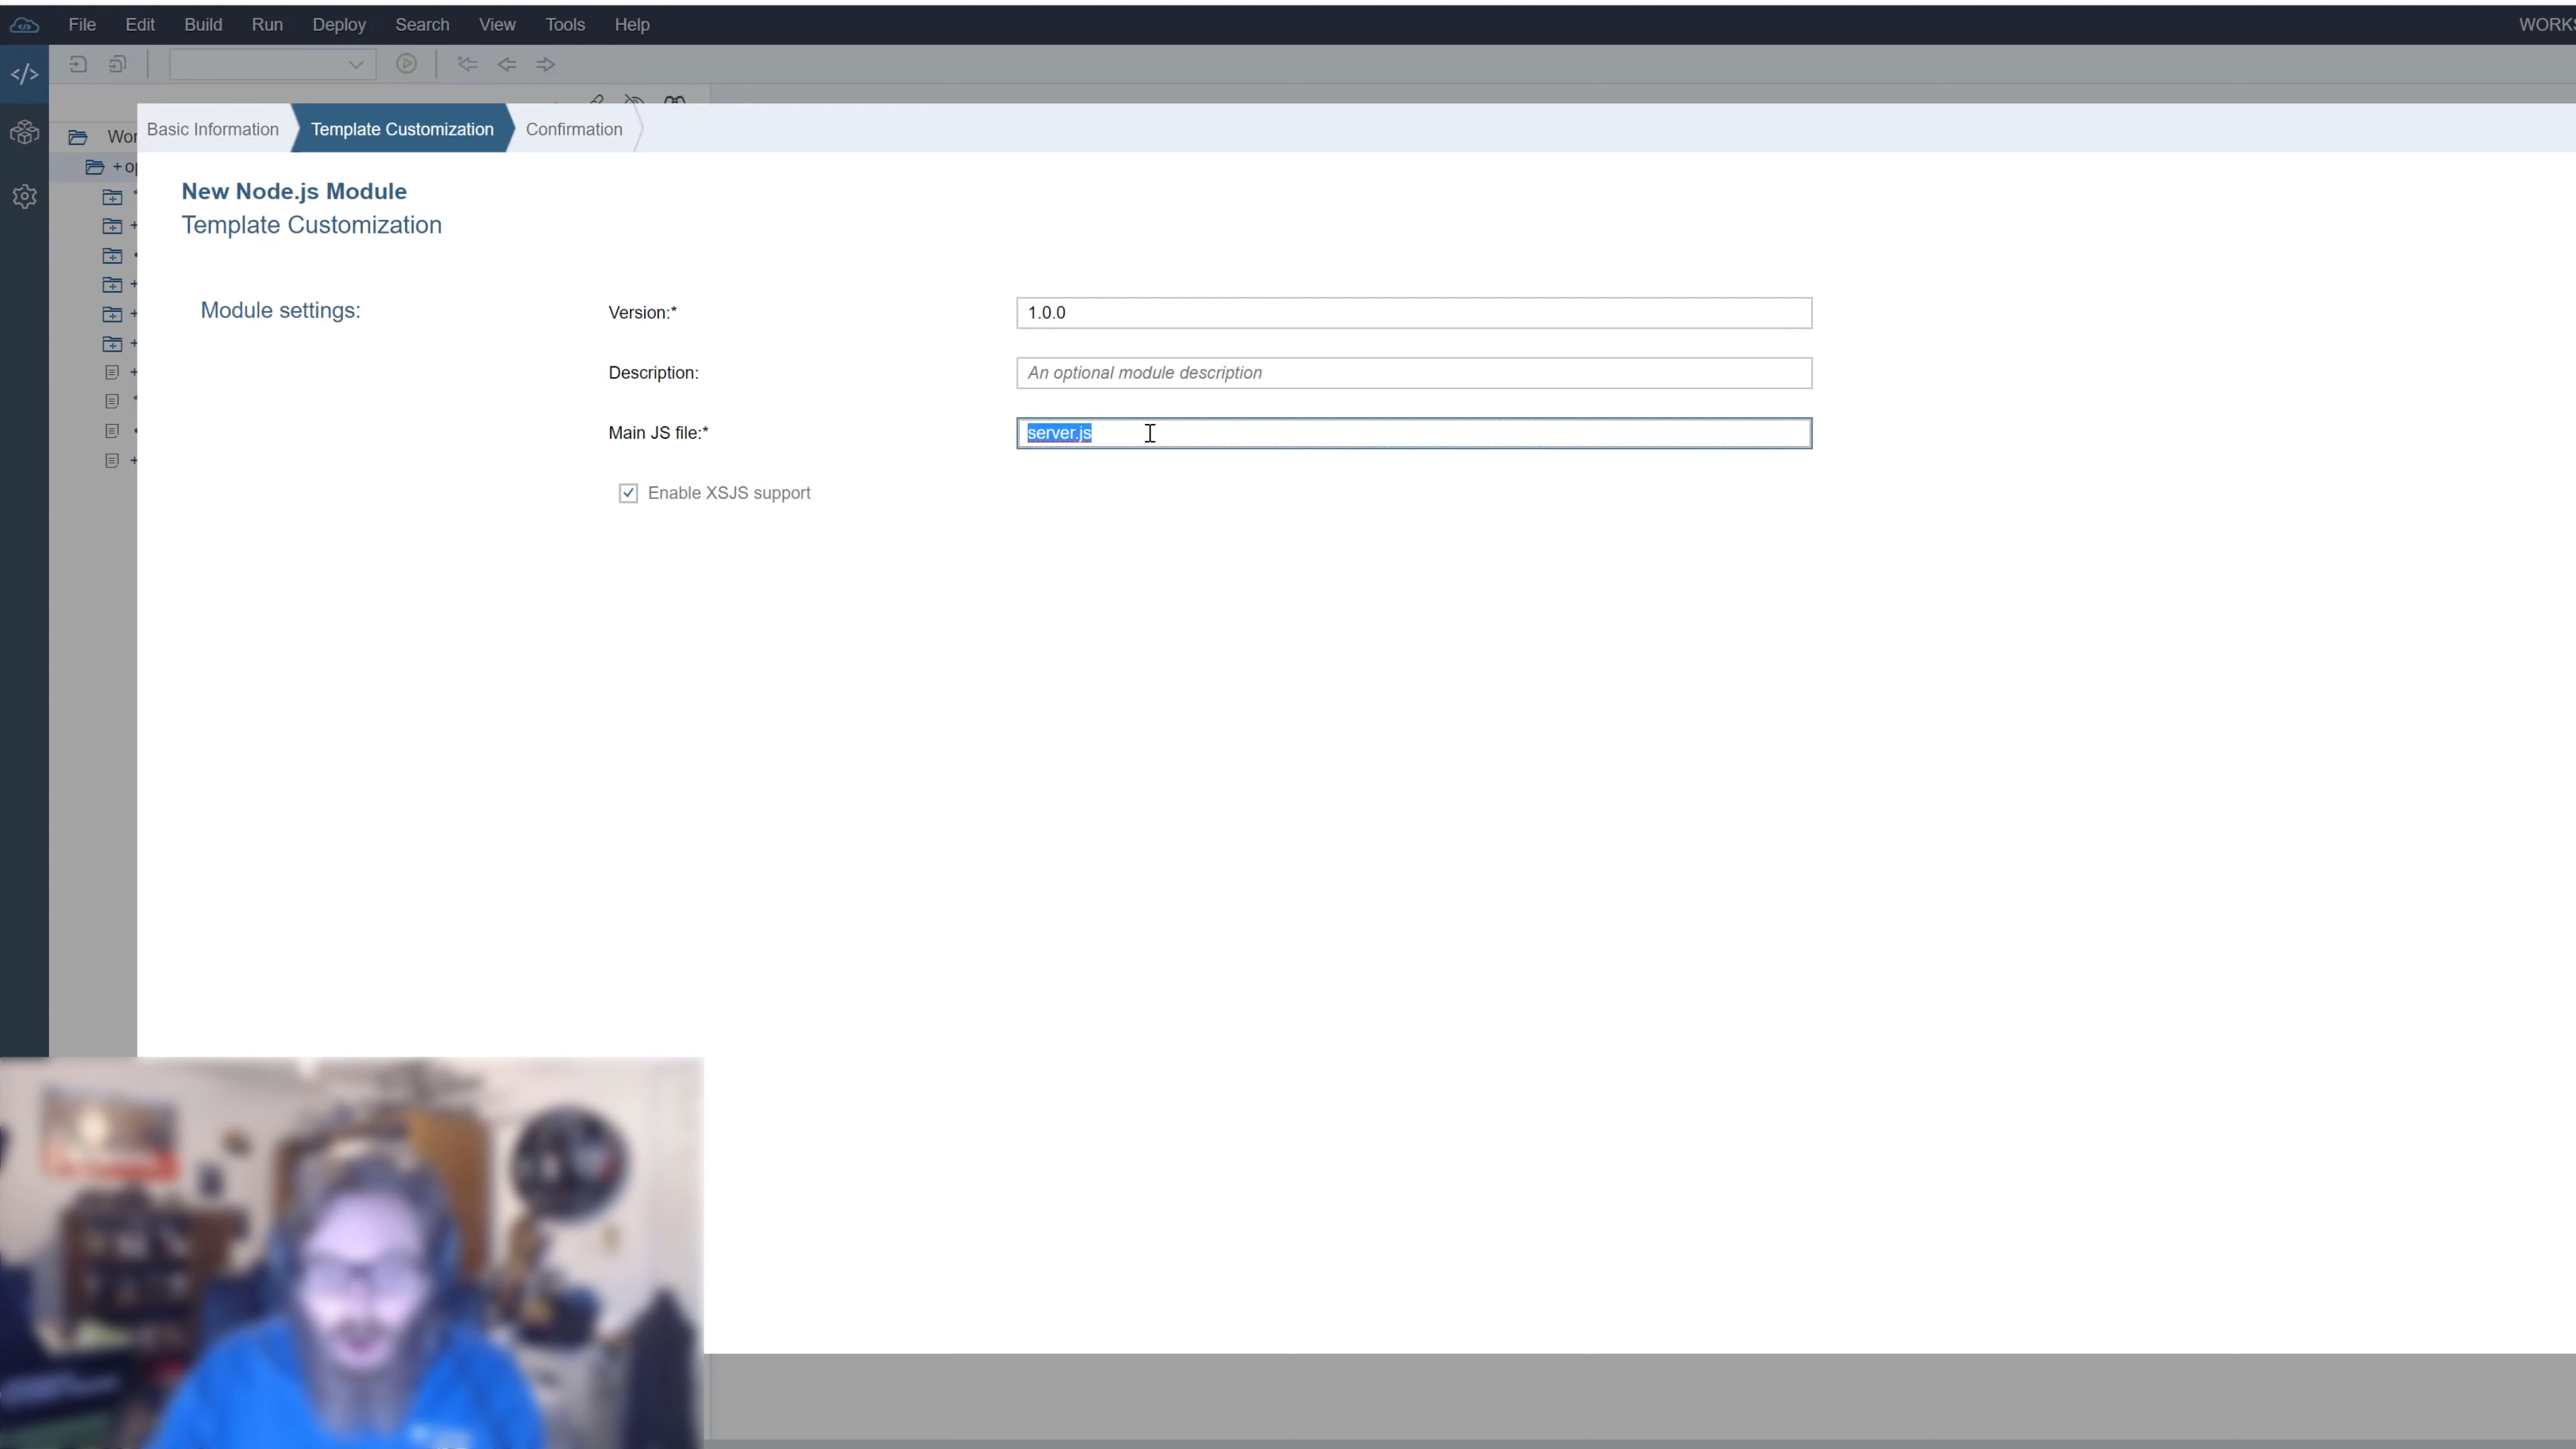 File Edit Build Run Deploy Search View Tools Help
Basic Information Template Customization Confirmation
New Node.js Module
Template Customization
Module settings:
Version:* 1.0.0
Description: An optional module description
Main JS file:* server.js
Enable XSJS support